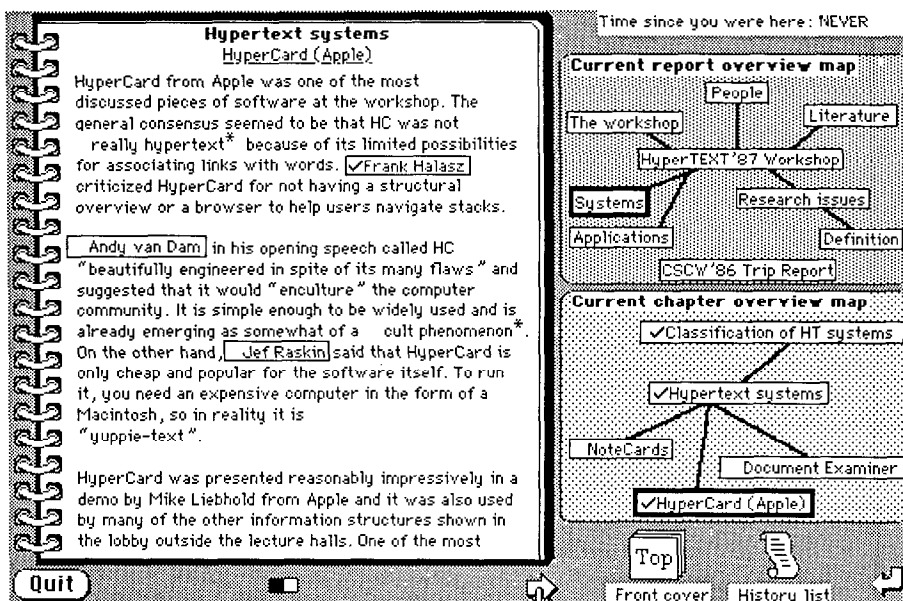 Time since you were here: NEVER
Hypertext systems
HyperCard (Apple)
HyperCard from Apple was one of the most
discussed pieces of software at the workshop. The
general consensus seemed to be that HC was not
really hypertext* because of its limited possibilities
for associating links with words. ✓Frank Halasz
criticized HyperCard for not having a structural
overview or a browser to help users navigate stacks.
Andy van Dam in his opening speech called HC
"beautifully engineered in spite of its many flaws" and
suggested that it would "enculture" the computer
community. It is simple enough to be widely used and is
already emerging as somewhat of a cult phenomenon*.
On the other hand, Jef Raskin said that HyperCard is
only cheap and popular for the software itself. To run
it, you need an expensive computer in the form of a
Macintosh, so in reality it is
"yuppie-text".
HyperCard was presented reasonably impressively in a
demo by Mike Liebhold from Apple and it was also used
by many of the other information structures shown in
the lobby outside the lecture halls. One of the most
Quit
Current report overview map
People
The workshop
Literature
HyperTEXT'87 Workshop
Systems
Research issues
Applications
Definition
CSCW'86 Trip Report
Current chapter overview map
✓Classification of HT systems
✓Hypertext systems
NoteCards
Document Examiner
✓HyperCard (Apple)
Top
Front cover
History list